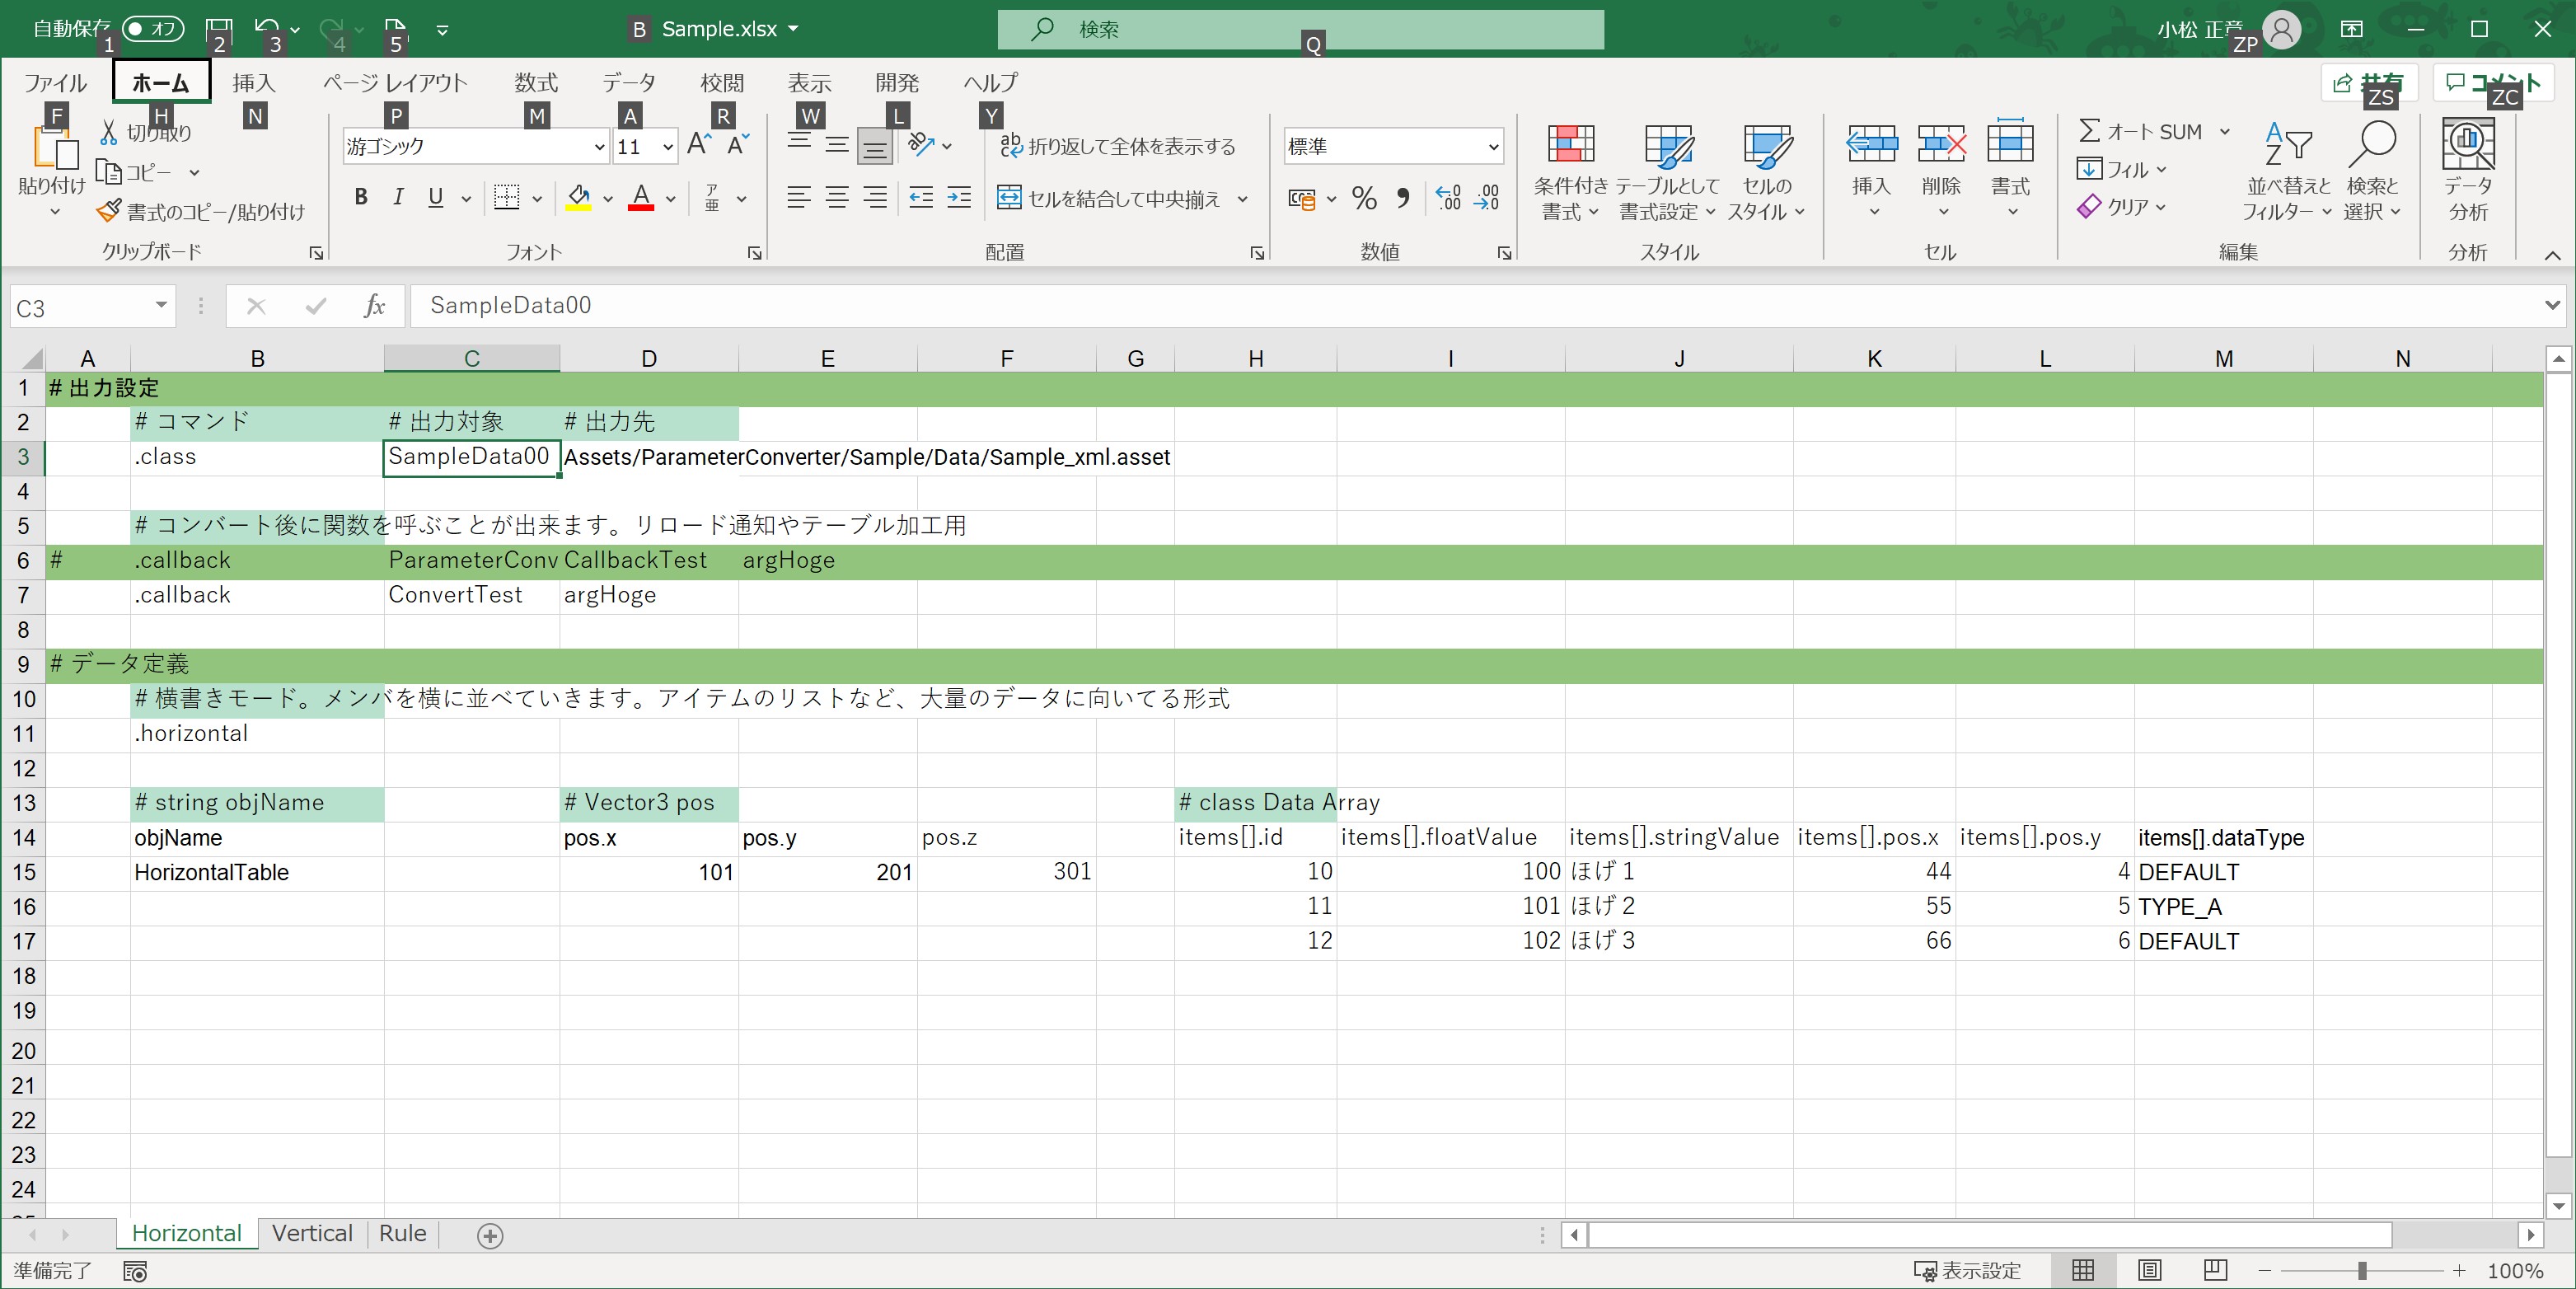 自動保存 オフ B Sample.xlsx 検索 小松 正
1 2 3 4 5 Q ZP
ファイル ホーム 挿入 ページ レイアウト 数式 データ 校閲 表示 開発 ヘルプ 共有 コメント
F H N P M A R W L Y ZS ZC
切り取り
コピー
書式のコピー/貼り付け
貼り付け
クリップボード
游ゴシック 11
B I U A ア 亜
フォント
折り返して全体を表示する
セルを結合して中央揃え
配置
標準
% .00 .0
数値
条件付き 書式
テーブルとして 書式設定
セルの スタイル
スタイル
挿入 削除 書式
セル
オート SUM
フィル
クリア
並べ替えと フィルター
検索と 選択
編集
データ 分析
分析
C3 fx SampleData00
A B C D E F G H I J K L M N
1 # 出力設定
2 # コマンド # 出力対象 # 出力先
3 .class SampleData00 Assets/ParameterConverter/Sample/Data/Sample_xml.asset
4
5 # コンバート後に関数を呼ぶことが出来ます。リロード通知やテーブル加工用
6 # .callback ParameterConv CallbackTest argHoge
7 .callback ConvertTest argHoge
8
9 # データ定義
10 # 横書きモード。メンバを横に並べていきます。アイテムのリストなど、大量のデータに向いてる形式
11 .horizontal
12
13 # string objName # Vector3 pos # class Data Array
14 objName pos.x pos.y pos.z items[].id items[].floatValue items[].stringValue items[].pos.x items[].pos.y items[].dataType
15 HorizontalTable 101 201 301 10 100 ほげ1 44 4 DEFAULT
16 11 101 ほげ2 55 5 TYPE_A
17 12 102 ほげ3 66 6 DEFAULT
18
19
20
21
22
23
24
Horizontal Vertical Rule
準備完了 表示設定 100%